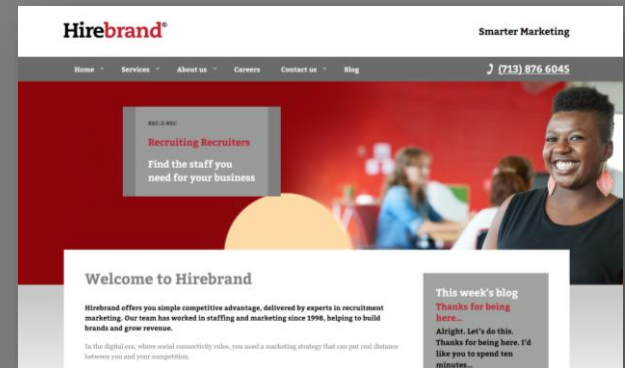 Hirebrand®
Smarter Marketing
Home
Services
About us
Careers
Contact us
Blog
(713) 876 6045
REC-2-REC
Recruiting Recruiters
Find the staff you
need for your business
Welcome to Hirebrand
Hirebrand offers you simple competitive advantage, delivered by experts in recruitment
marketing. Our team has worked in staffing and marketing since 1998, helping to build
brands and grow revenue.
In the digital era, where social connectivity rules, you need a marketing strategy that can put real distance
between you and your competition.
This week's blog
Thanks for being
here...
Alright. Let's do this.
Thanks for being here. I'd
like you to spend ten
minutes...